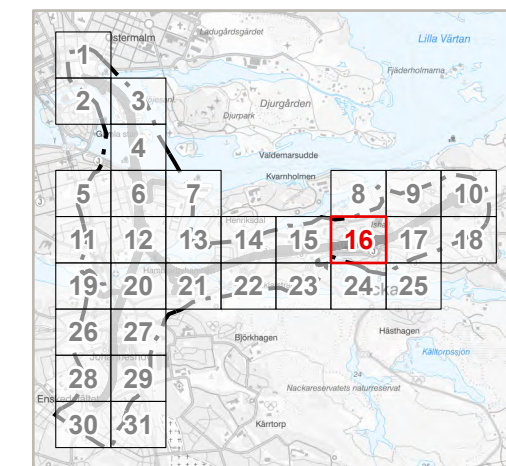 Ladugårdsgärdet
Lilla Värtan
1
Fjäderholmarna
2 3
Djurgården
Djurpark
4
Valdemarsudde
Kvarnholmen
5 6 7 8 9 10
11 12 13 14 15 16 17 18
19 20 21 22 23 24 25
26 27
Björkhagen
Hästhagen
Källtorpssjön
28 29
24
Nackareservatets naturreservat
Kärrtorp
30 31